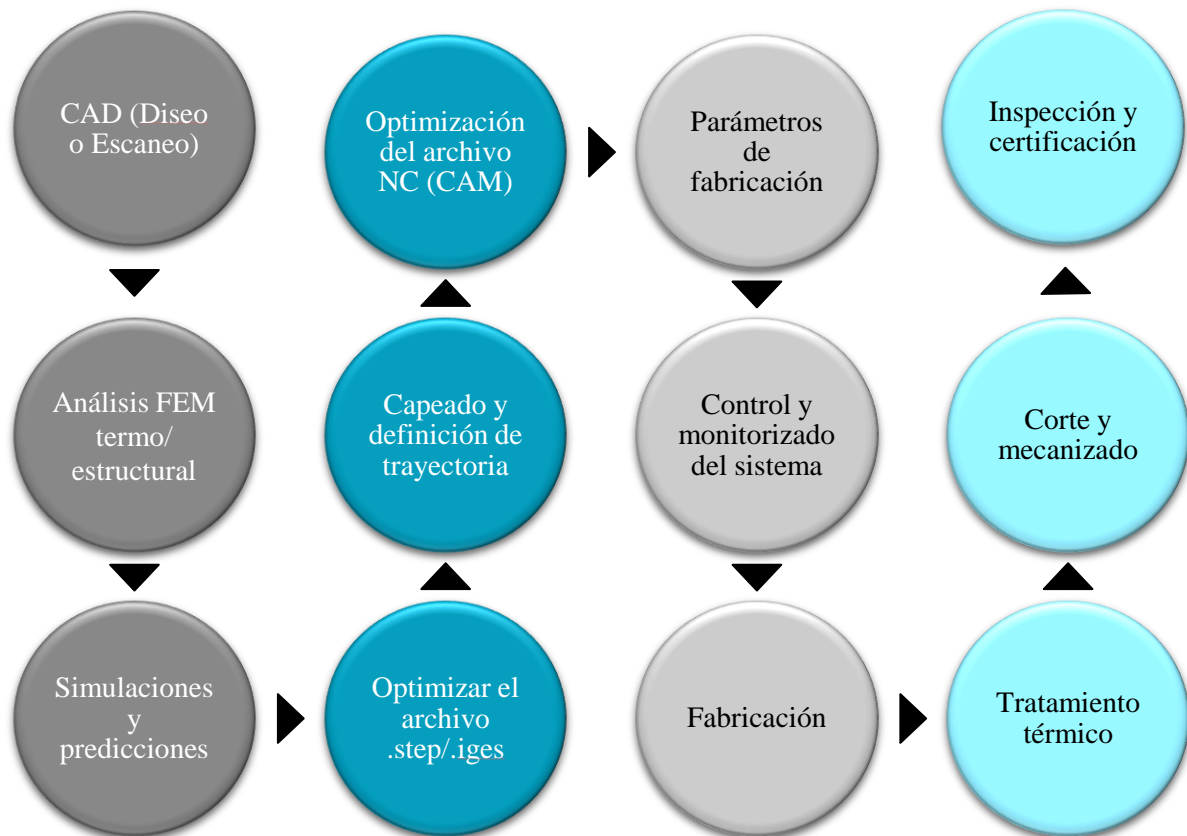 CAD (Diseo
o Escaneo)
Análisis FEM
termo/
estructural
Simulaciones
y
predicciones
Optimizar el
archivo
.step/.iges
Capeado y
definición de
trayectoria
Optimización
del archivo
NC (CAM)
Parámetros
de
fabricación
Control y
monitorizado
del sistema
Fabricación
Tratamiento
térmico
Corte y
mecanizado
Inspección y
certificación